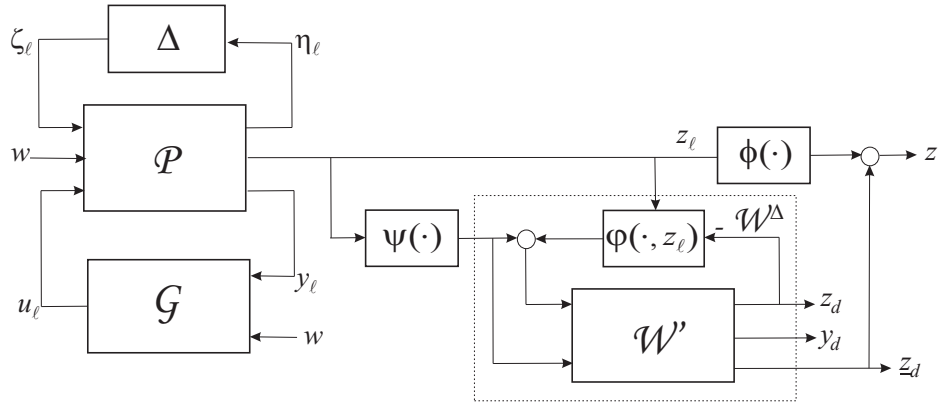 ζ_ℓ Δ η_ℓ
w 𝒫 z_ℓ ϕ(·) z
ψ(·) φ(·, z_ℓ) - 𝒲^Δ
u_ℓ 𝒢 y_ℓ 𝒲" z_d
w y_d
z̲_d